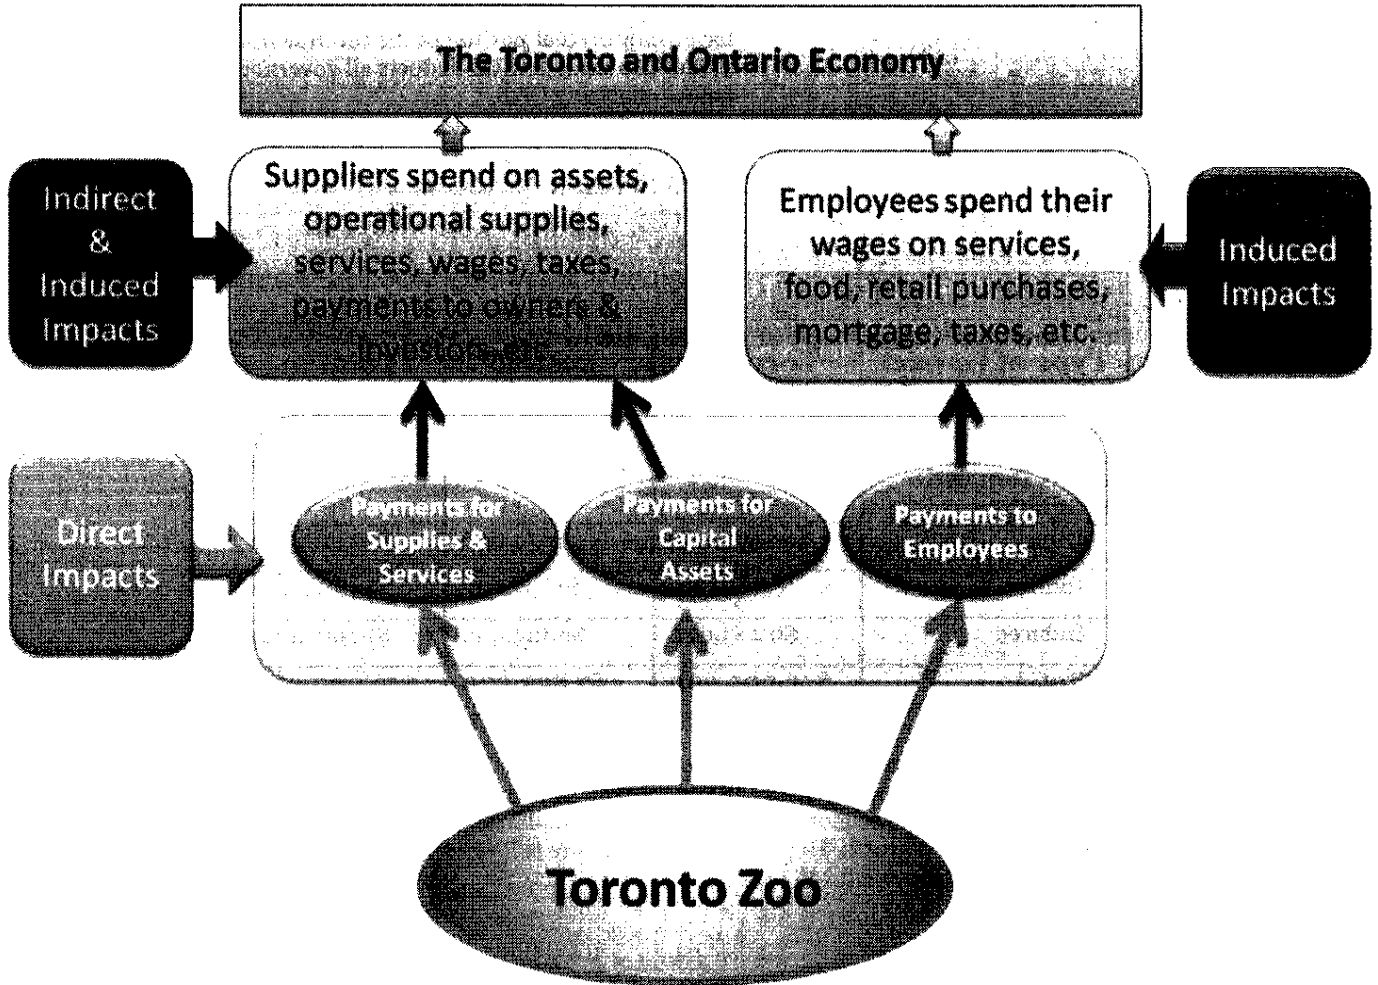 The Toronto and Ontario Economy
Indirect
&
Induced
Impacts
Suppliers spend on assets,
operational supplies,
services, wages, taxes,
payments to owners &
investors, etc.
Employees spend their
wages on services,
food, retail purchases,
mortgage, taxes, etc.
Induced
Impacts
Direct
Impacts
Payments for
Supplies &
Services
Payments for
Capital
Assets
Payments to
Employees
Toronto Zoo